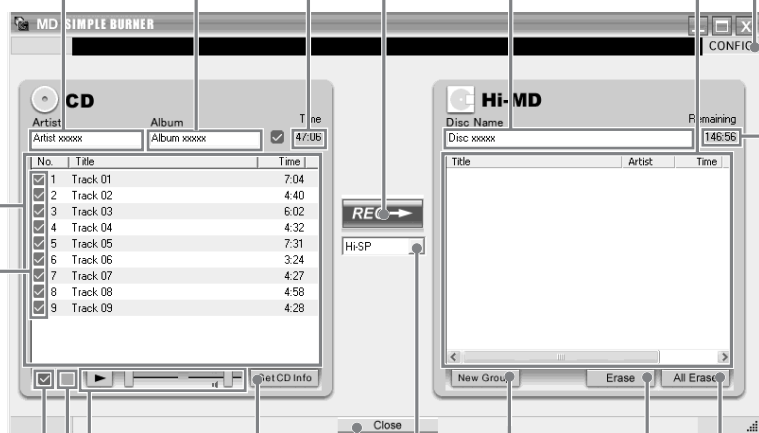 MD SIMPLE BURNER
CONFIG
CD
Artist
Album
Time
Artist xxxxx
Album xxxxx
47:06
No. Title Time
1 Track 01 7:04
2 Track 02 4:40
3 Track 03 6:02
4 Track 04 4:32
5 Track 05 7:31
6 Track 06 3:24
7 Track 07 4:27
8 Track 08 4:58
9 Track 09 4:28
Get CD Info
REC
Hi-SP
Hi-MD
Disc Name
Remaining
Disc xxxxx
146:56
Title Artist Time
New Group
Erase
All Erase
Close